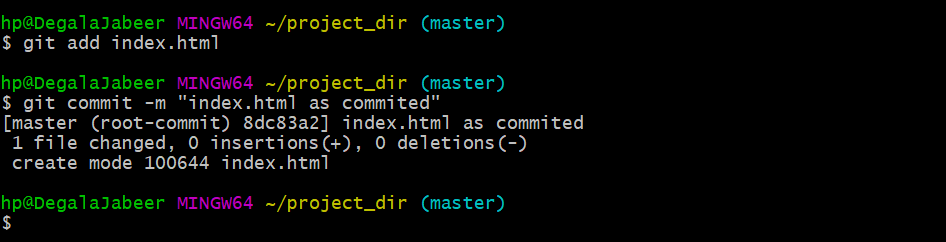 hp@DegalaJabeer MINGW64 ~/project_dir (master)
$ git add index.html
hp@DegalaJabeer MINGW64 ~/project_dir (master)
$ git commit -m "index.html as commited"
[master (root-commit) 8dc83a2] index.html as commited
 1 file changed, 0 insertions(+), 0 deletions(-)
 create mode 100644 index.html
hp@DegalaJabeer MINGW64 ~/project_dir (master)
$